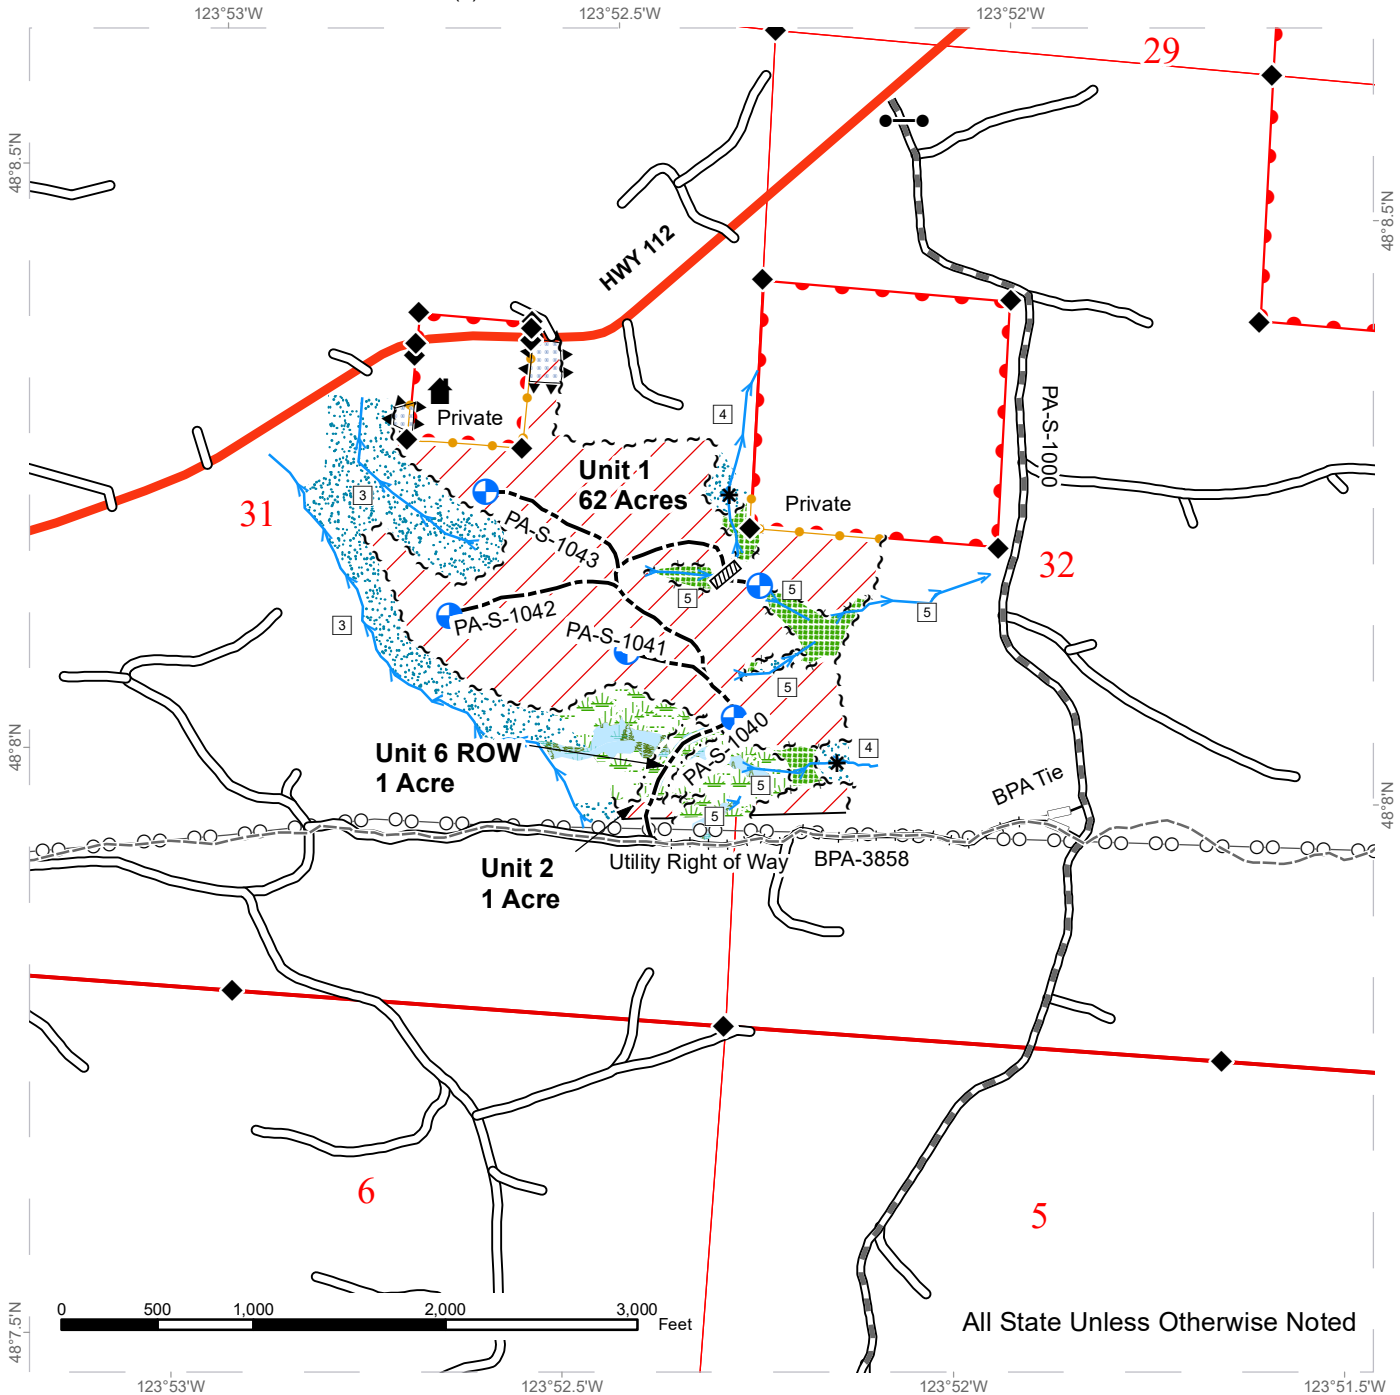 123°53'W
123°52.5'W
123°52'W
29
48°8.5'N
48°8.5'N
HWY 112
PA-S-1000
Private
4
Unit 1
62 Acres
3
Private
31
PA-S-1043
32
5
5
5
PA-S-1042
3
PA-S-1041
5
PA-S-1040
48°8'N
Unit 6 ROW
1 Acre
4
5
BPA Tie
48°8'N
5
Unit 2
1 Acre
Utility Right of Way
BPA-3858
6
5
0
500
1,000
2,000
3,000
Feet
All State Unless Otherwise Noted
48°7.5'N
123°53'W
123°52.5'W
123°52'W
123°51.5'W